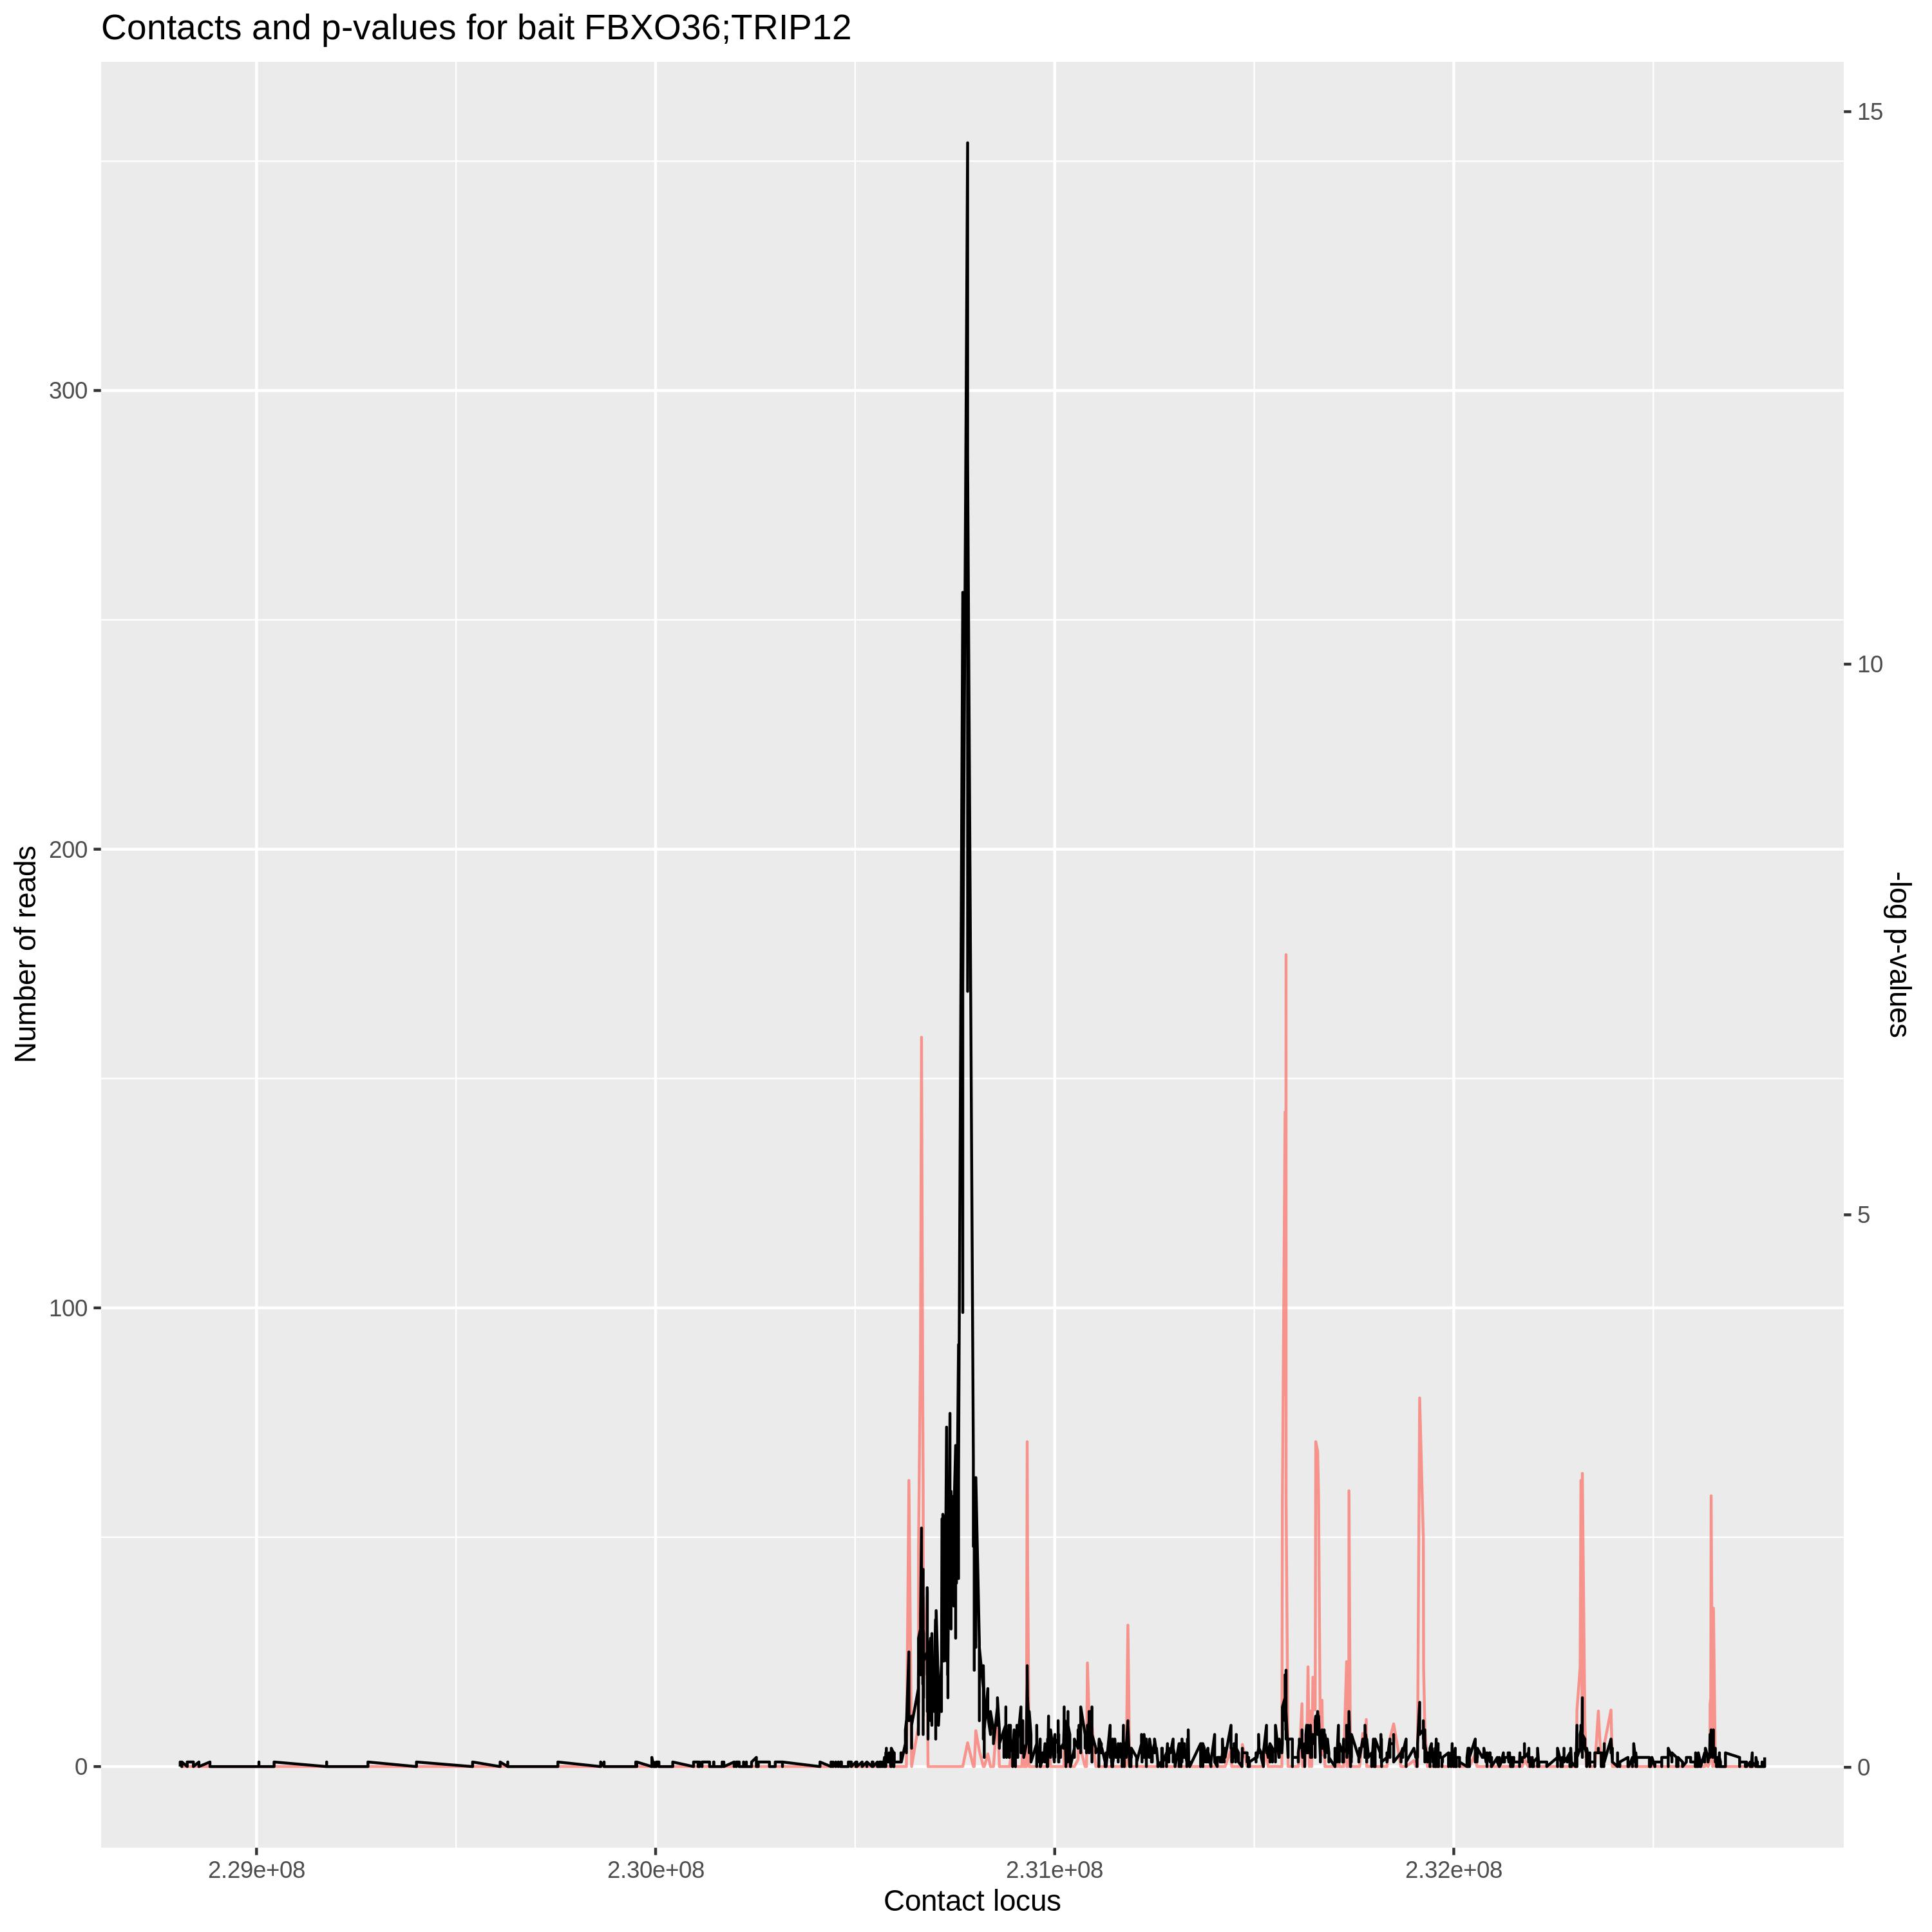 Contacts and p-values for bait FBXO36;TRIP12
Number of reads
300
200
100
0
15
10
5
0
-log p-values
2.29e+08 2.30e+08 2.31e+08 2.32e+08
Contact locus